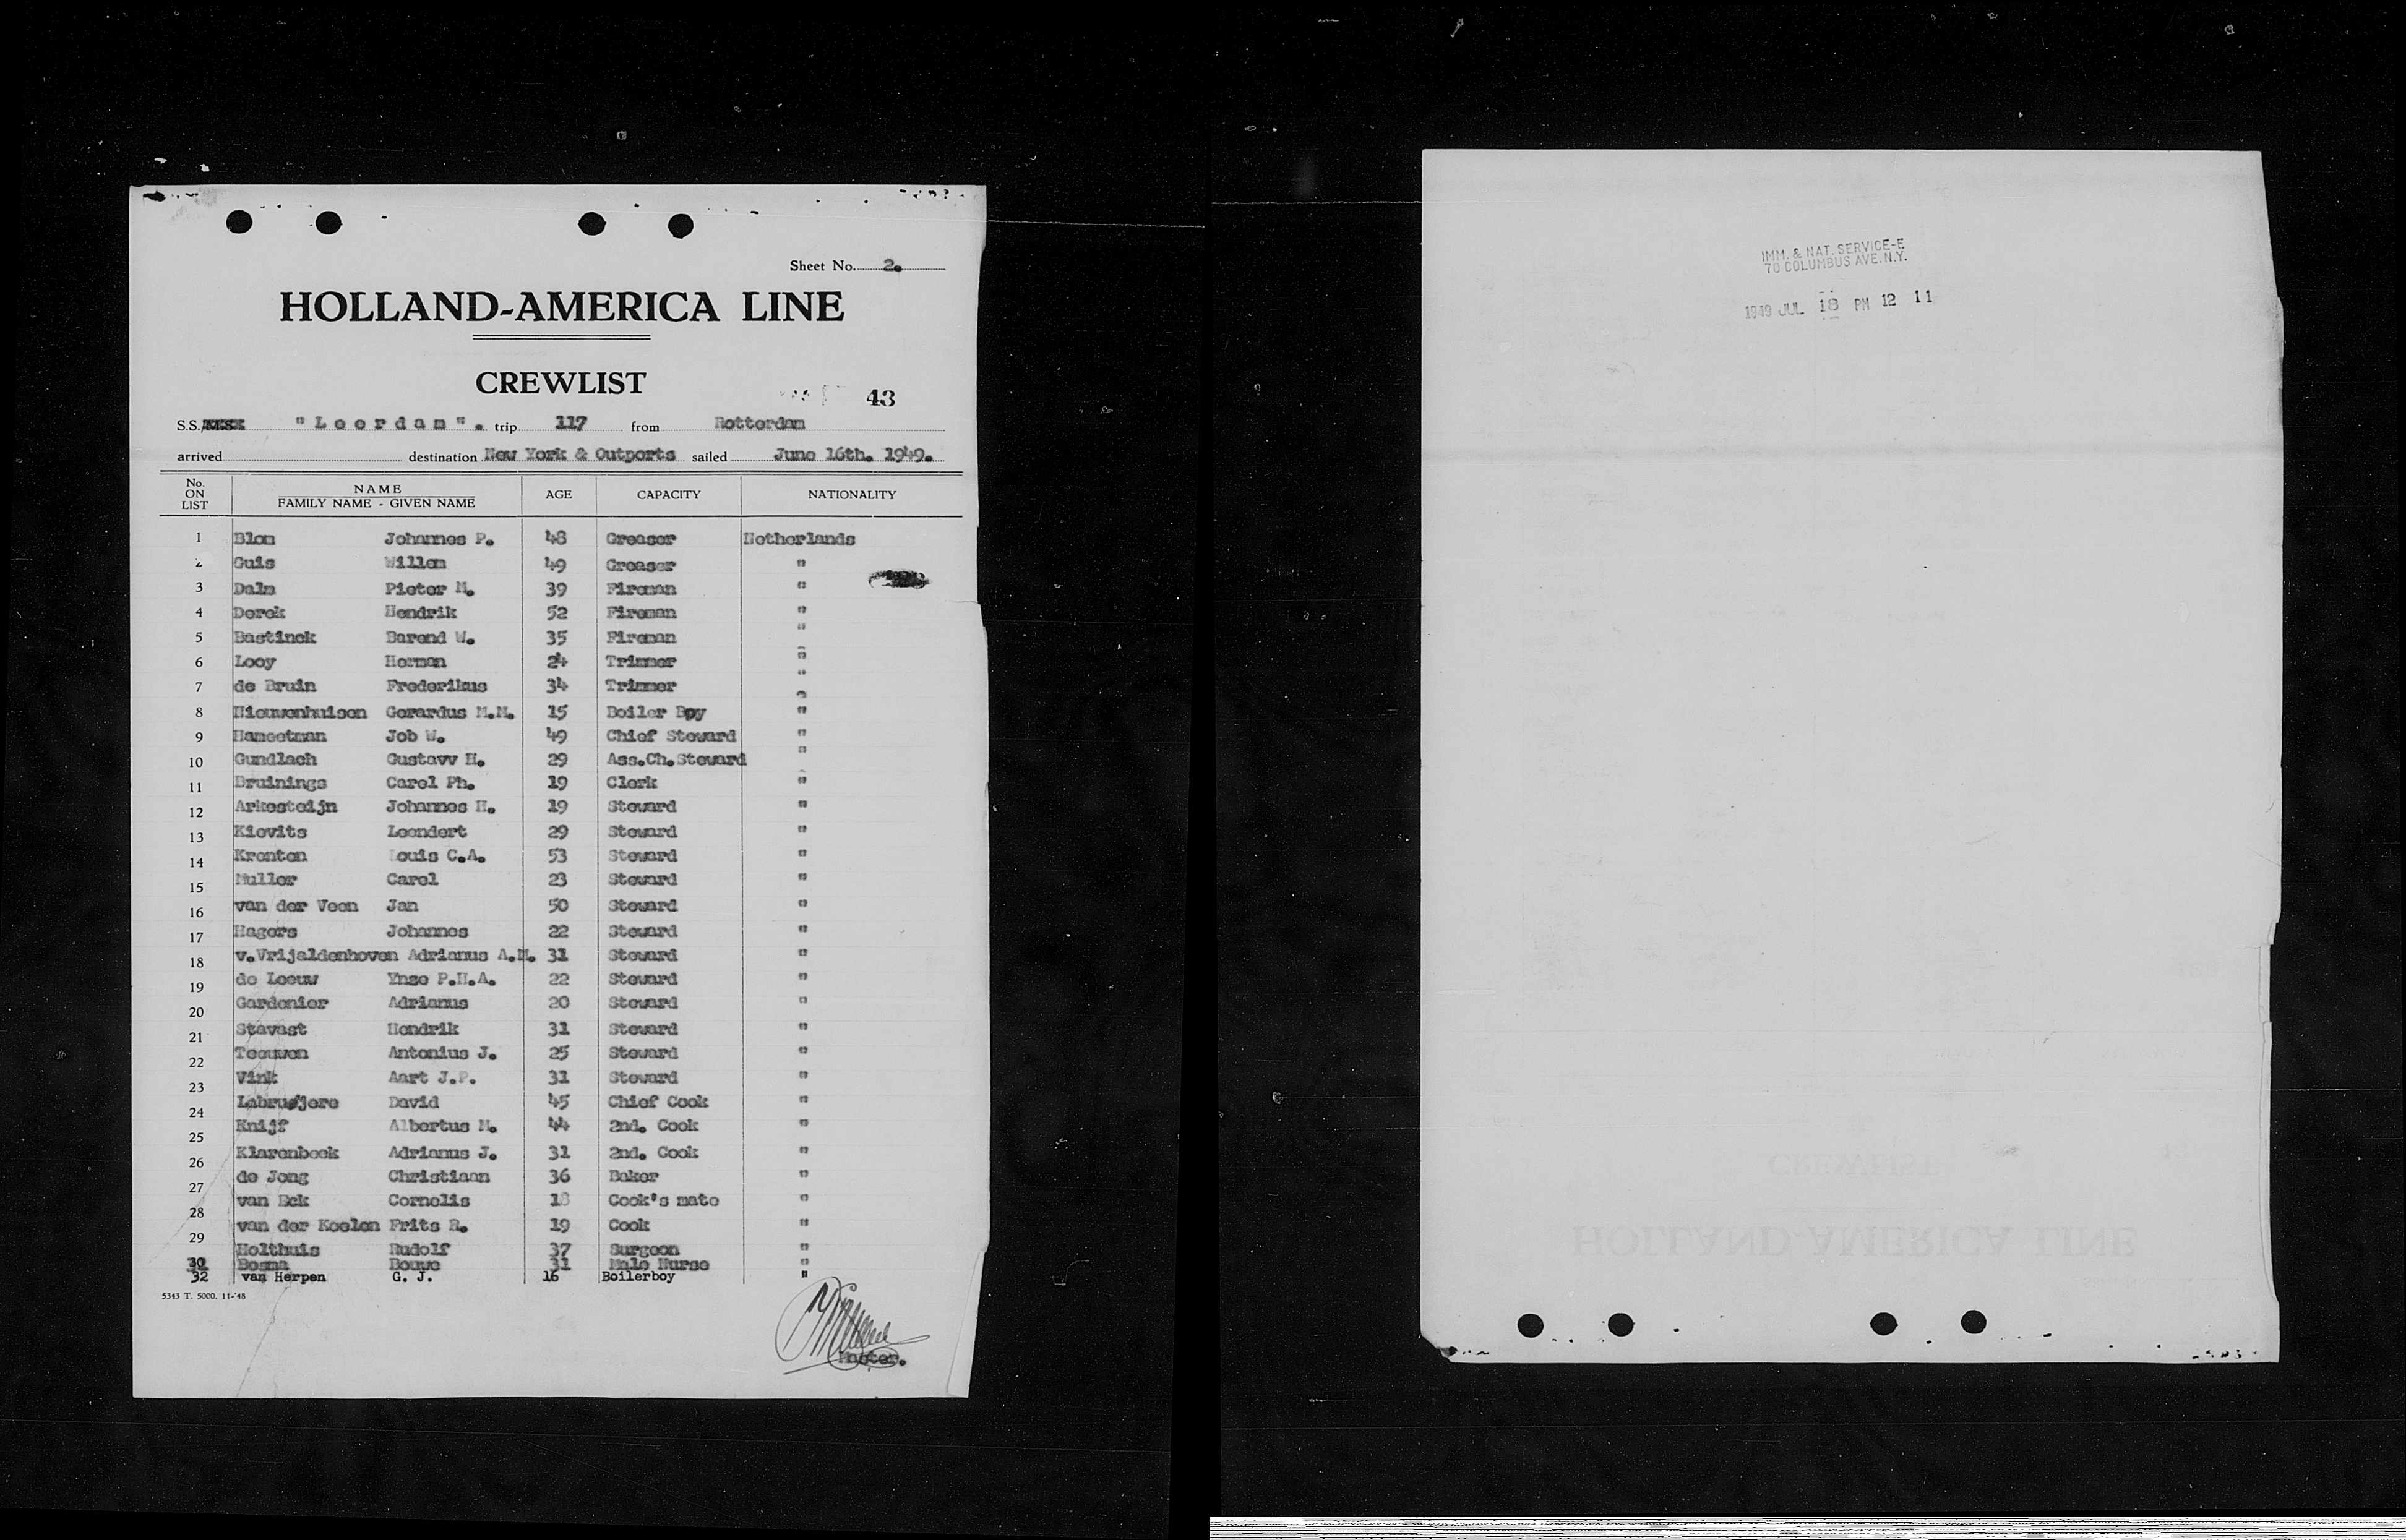 Sheet No. 2.
HOLLAND-AMERICA LINE
CREWLIST
43
S.S. "Leerdam". trip 117 from Rotterdam
arrived destination New York & Outports sailed June 16th. 1949.
No. ON LIST NAME FAMILY NAME - GIVEN NAME AGE CAPACITY NATIONALITY
1 Blom Johannes P. 48 Greaser Netherlands
2 Guis Willem 49 Greaser "
3 Dalm Pieter M. 39 Fireman "
4 Derek Hendrik 52 Fireman "
5 Bastinck Barend W. 35 Fireman "
6 Looy Herman 24 Trimmer "
7 de Bruin Frederikus 34 Trimmer "
8 Nieuwenhuisen Gerardus M.M. 15 Boiler Boy "
9 Hameetman Job W. 49 Chief Steward "
10 Gundlach Gustavv H. 29 Ass.Ch.Steward "
11 Bruinings Carel Ph. 19 Clerk "
12 Arkesteijn Johannes H. 19 Steward "
13 Kievits Leendert 29 Steward "
14 Krenten Louis C.A. 53 Steward "
15 Muller Carel 23 Steward "
16 van der Veen Jan 50 Steward "
17 Hagers Johannes 22 Steward "
18 v.Vrijaldenhoven Adrianus A.M. 31 Steward "
19 de Leeuw Ynse P.H.A. 22 Steward "
20 Gardenier Adrianus 20 Steward "
21 Stavast Hendrik 31 Steward "
22 Teeuwen Antonius J. 25 Steward "
23 Vink Aart J.P. 31 Steward "
24 Labrusjere David 45 Chief Cook "
25 Knijf Albertus M. 44 2nd. Cook "
26 Klarenbeek Adrianus J. 31 2nd. Cook "
27 de Jong Christiaan 36 Baker "
28 van Eck Cornelis 18 Cook's mate "
29 van der Koelen Frits R. 19 Cook "
30 Holthuis Rudolf 37 Surgeon "
Bosma Douwe 31 Male Nurse "
32 van Herpen G. J. 16 Boilerboy "
5343 T. 5000. 11-'48
Master.
IMM. & NAT. SERVICE-E
70 COLUMBUS AVE.N.Y.
1949 JUL 18 PM 12 11